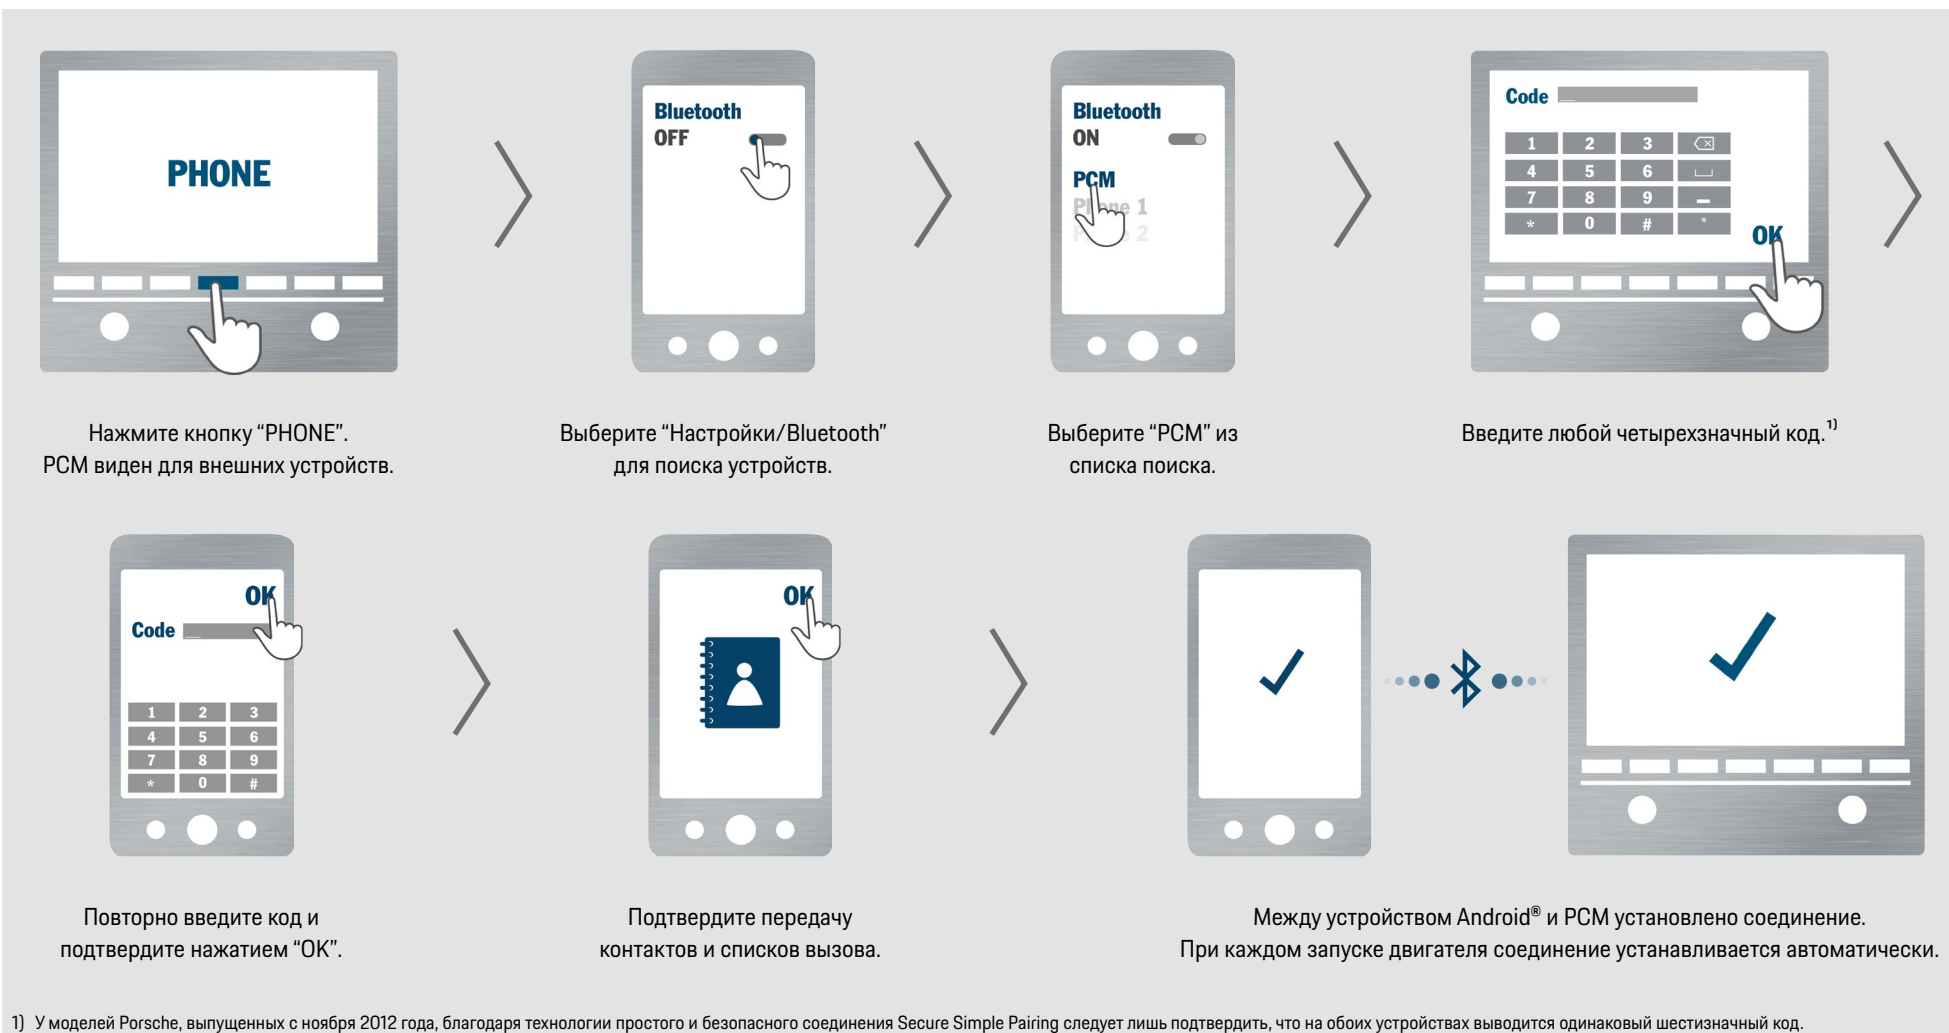 PHONE
Bluetooth
OFF
Bluetooth
ON
PCM
Phone 1
2
Code
1 2 3
4 5 6
7 8 9
* 0 # *
OK
Нажмите кнопку “PHONE”.
PCM виден для внешних устройств.
Выберите “Настройки/Bluetooth”
для поиска устройств.
Выберите “PCM” из
списка поиска.
Введите любой четырехзначный код.¹⁾
OK
Code
1 2 3
4 5 6
7 8 9
* 0 #
OK
Повторно введите код и
подтвердите нажатием “OK”.
Подтвердите передачу
контактов и списков вызова.
Между устройством Android® и PCM установлено соединение.
При каждом запуске двигателя соединение устанавливается автоматически.
1) У моделей Porsche, выпущенных с ноября 2012 года, благодаря технологии простого и безопасного соединения Secure Simple Pairing следует лишь подтвердить, что на обоих устройствах выводится одинаковый шестизначный код.